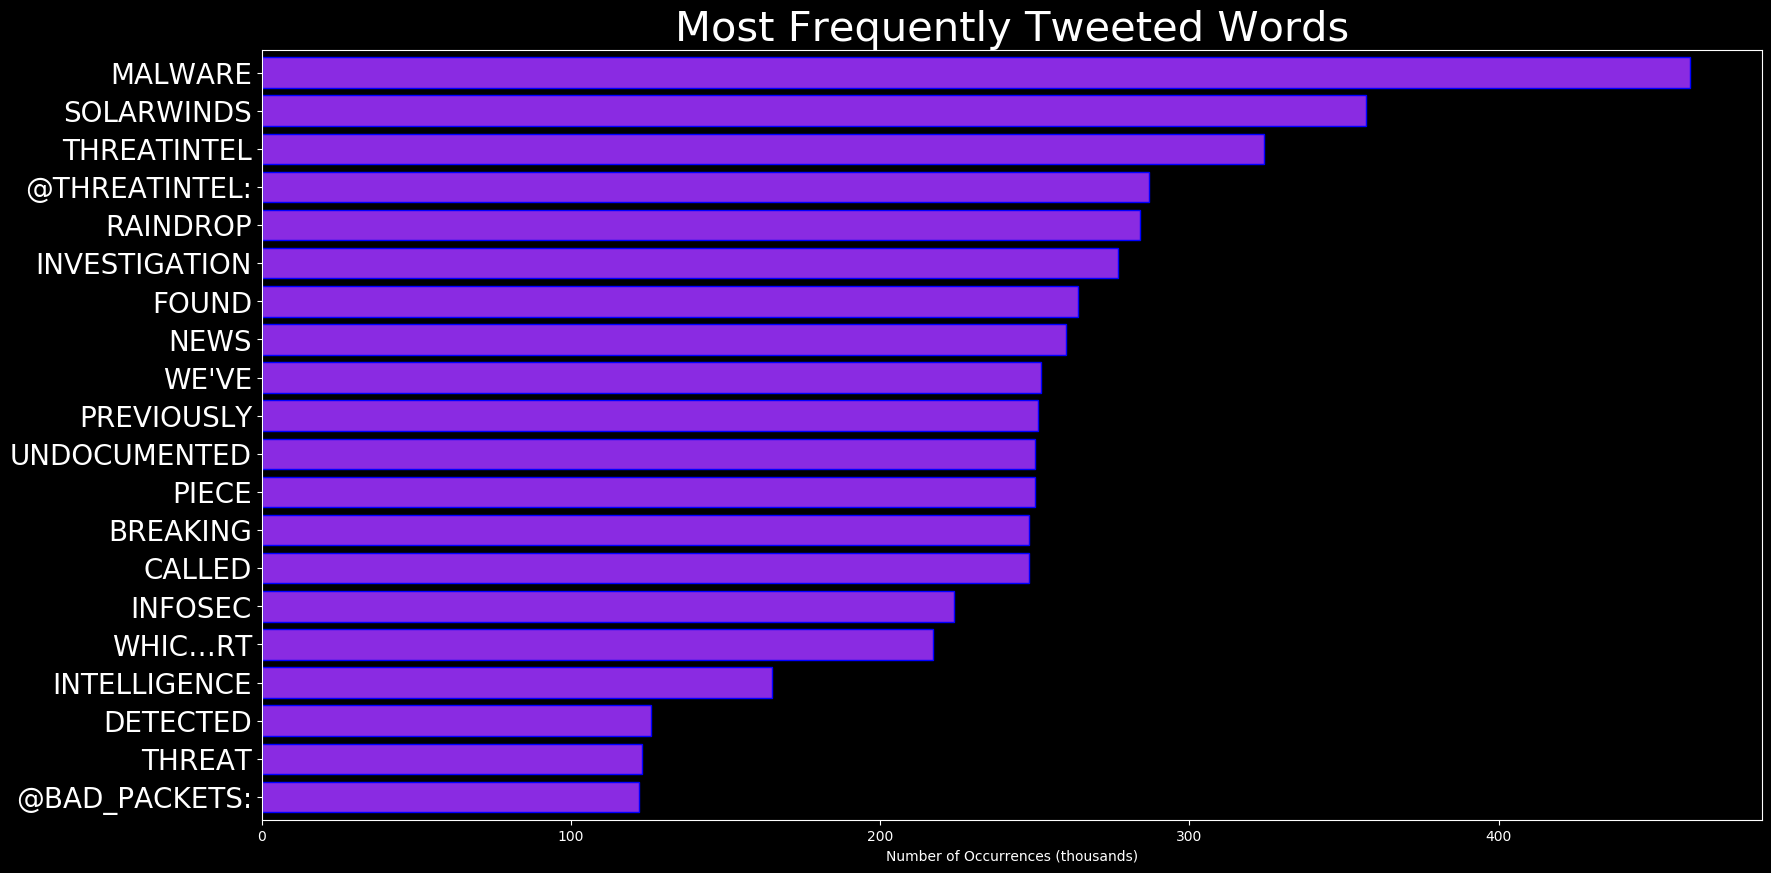 Most Frequently Tweeted Words
MALWARE
SOLARWINDS
THREATINTEL
@THREATINTEL:
RAINDROP
INVESTIGATION
FOUND
NEWS
WE'VE
PREVIOUSLY
UNDOCUMENTED
PIECE
BREAKING
CALLED
INFOSEC
WHIC…RT
INTELLIGENCE
DETECTED
THREAT
@BAD_PACKETS:
0 100 200 300 400
Number of Occurrences (thousands)